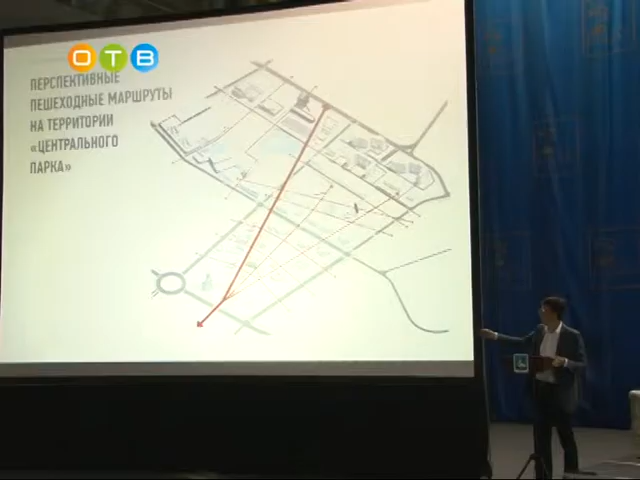 ОТВ
ПЕРСПЕКТИВНЫЕ
ПЕШЕХОДНЫЕ МАРШРУТЫ
НА ТЕРРИТОРИИ
«ЦЕНТРАЛЬНОГО
ПАРКА»